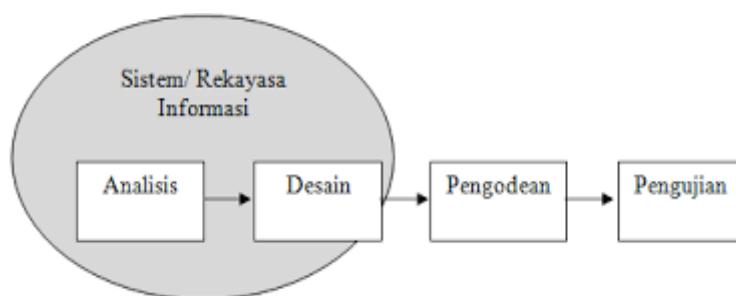 Sistem/ Rekayasa
Informasi
Analisis
Desain
Pengodean
Pengujian